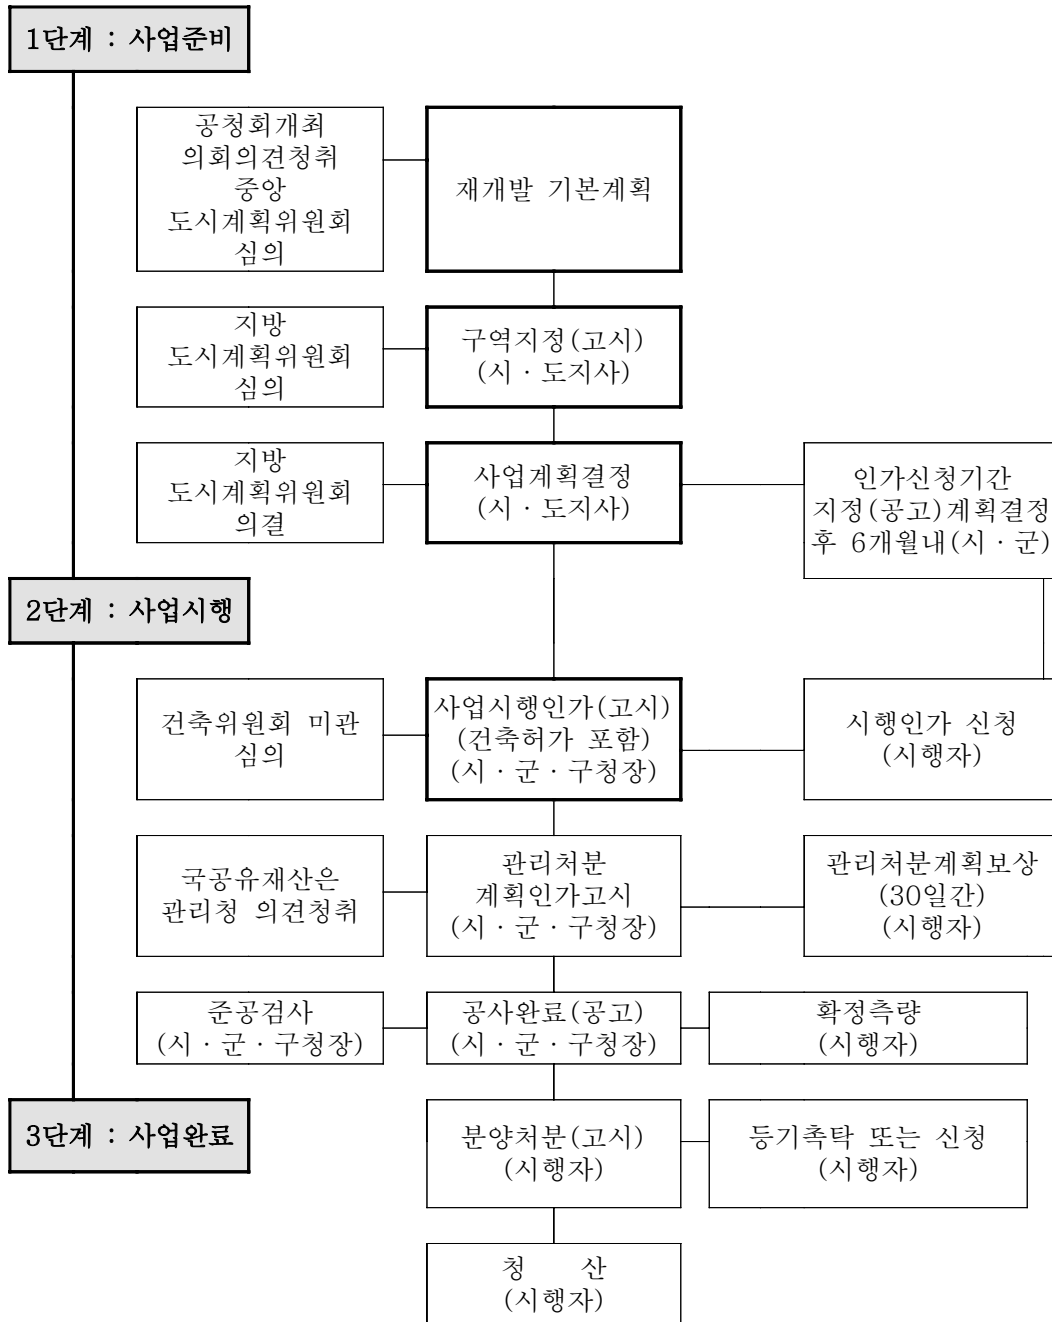 1단계 : 사업준비
공청회개최
의회의견청취
중앙
도시계획위원회
심의
재개발 기본계획
지방
도시계획위원회
심의
구역지정(고시)
(시 · 도지사)
지방
도시계획위원회
의결
사업계획결정
(시 · 도지사)
인가신청기간
지정(공고)계획결정
후 6개월내(시 · 군)
2단계 : 사업시행
건축위원회 미관
심의
사업시행인가(고시)
(건축허가 포함)
(시 · 군 · 구청장)
시행인가 신청
(시행자)
국공유재산은
관리청 의견청취
관리처분
계획인가고시
(시 · 군 · 구청장)
관리처분계획보상
(30일간)
(시행자)
준공검사
(시 · 군 · 구청장)
공사완료(공고)
(시 · 군 · 구청장)
확정측량
(시행자)
3단계 : 사업완료
분양처분(고시)
(시행자)
등기촉탁 또는 신청
(시행자)
청 산
(시행자)